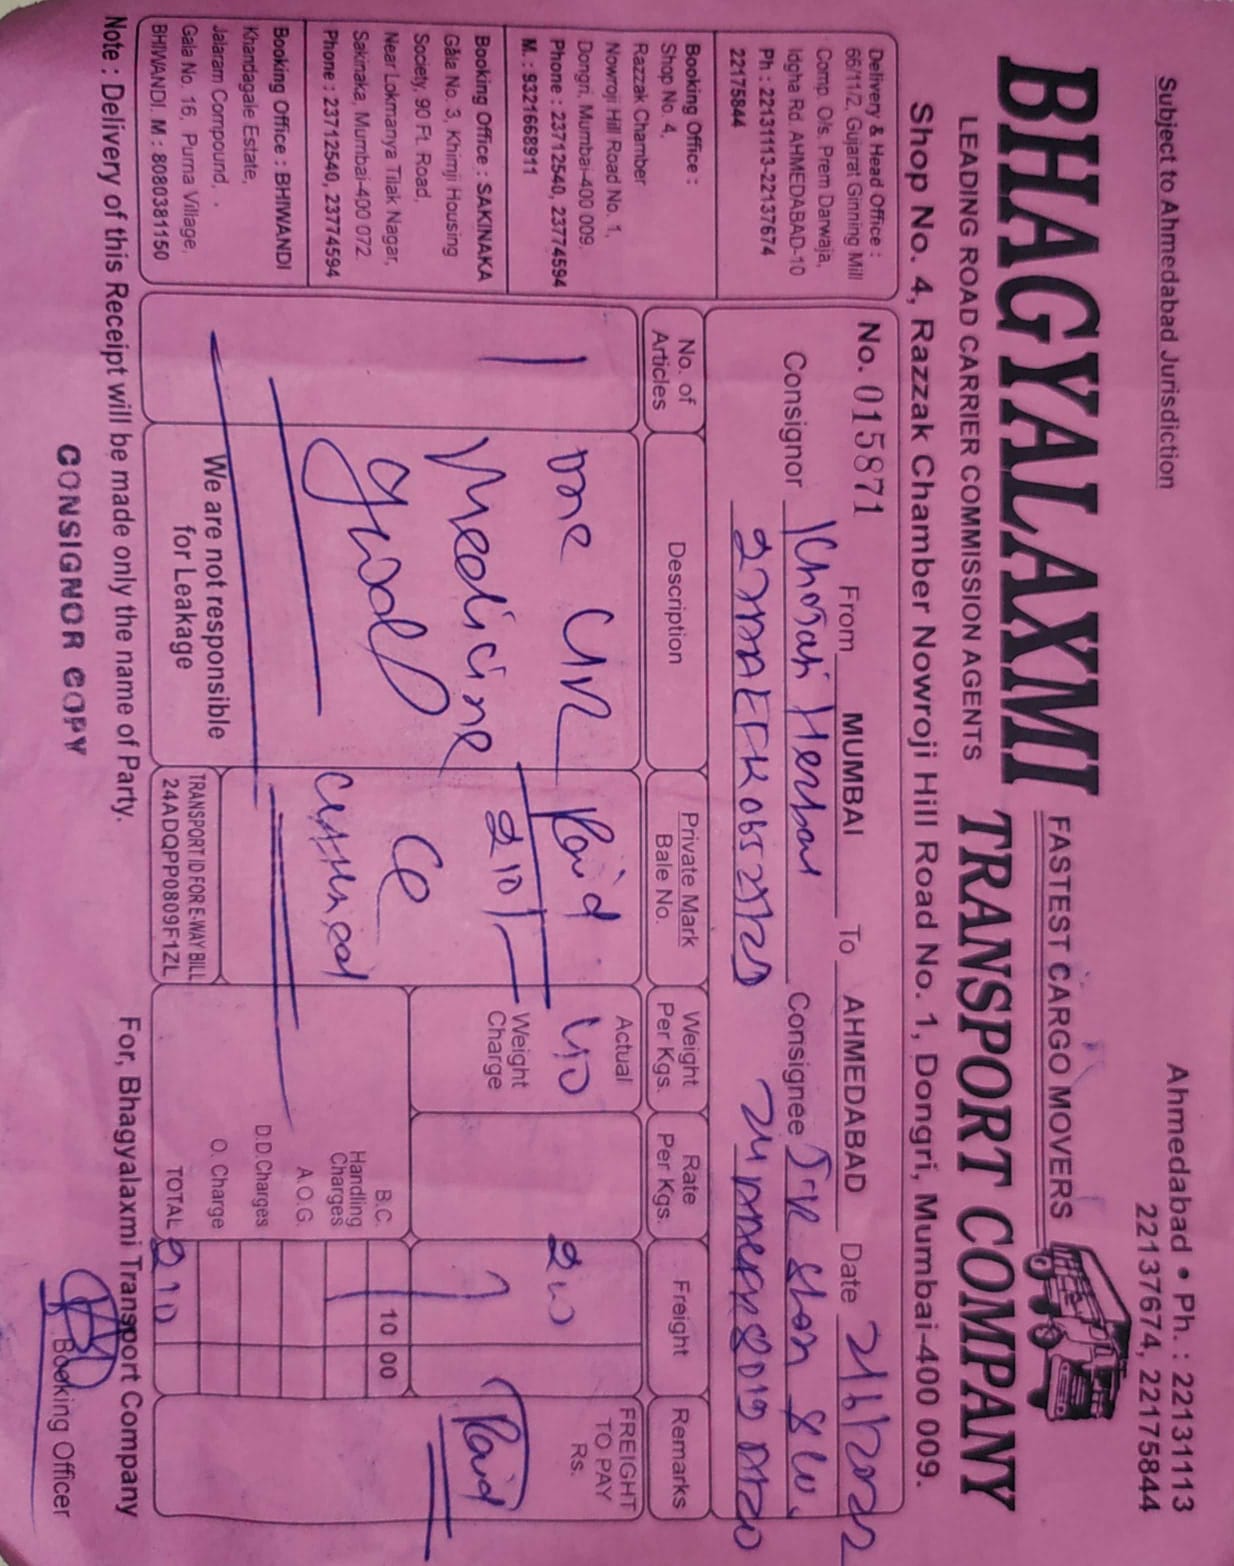 Subject to Ahmedabad Jurisdiction
Ahmedabad • Ph. : 22131113
22137674, 22175844
BHAGYALAXMI
FASTEST CARGO MOVERS
LEADING ROAD CARRIER COMMISSION AGENTS
TRANSPORT COMPANY
Shop No. 4, Razzak Chamber Nowroji Hill Road No. 1, Dongri, Mumbai-400 009.
Delivery & Head Office :
66/11/2, Gujarat Ginning Mill
Comp. O/s. Prem Darwaja,
Idgha Rd. AHMEDABAD-10
Ph : 22131113-22137674
22175844
Booking Office :
Shop No. 4,
Razzak Chamber
Nowroji Hill Road No. 1,
Dongri, Mumbai-400 009.
Phone : 23712540, 23774594
M. : 9321668911
Booking Office : SAKINAKA
Gala No. 3, Khimji Housing
Society, 90 Ft. Road,
Near Lokmanya Tilak Nagar,
Sakinaka, Mumbai-400 072.
Phone : 23712540, 23774594
Booking Office : BHIWANDI
Khandagale Estate,
Jalaram Compound,
Gala No. 16, Purna Village,
BHIWANDI. M : 8080381150
No. 015871 From MUMBAI To AHMEDABAD Date
Consignor Consignee
No. of Articles
Description
Private Mark
Bale No.
Weight Per Kgs.
Rate Per Kgs.
Freight
Remarks
1
one
Paid
Actual
40
200
FREIGHT TO PAY Rs.
Medicine
210/-
Weight Charge
Paid
good
B.C. 10 00
Handling Charges
A.O.G.
D.D.Charges
O. Charge
TOTAL 210
We are not responsible
for Leakage
TRANSPORT ID FOR E-WAY BILL
24ADQPP0809F1ZL
Note : Delivery of this Receipt will be made only the name of Party.
For, Bhagyalaxmi Transport Company
CONSIGNOR COPY
Booking Officer